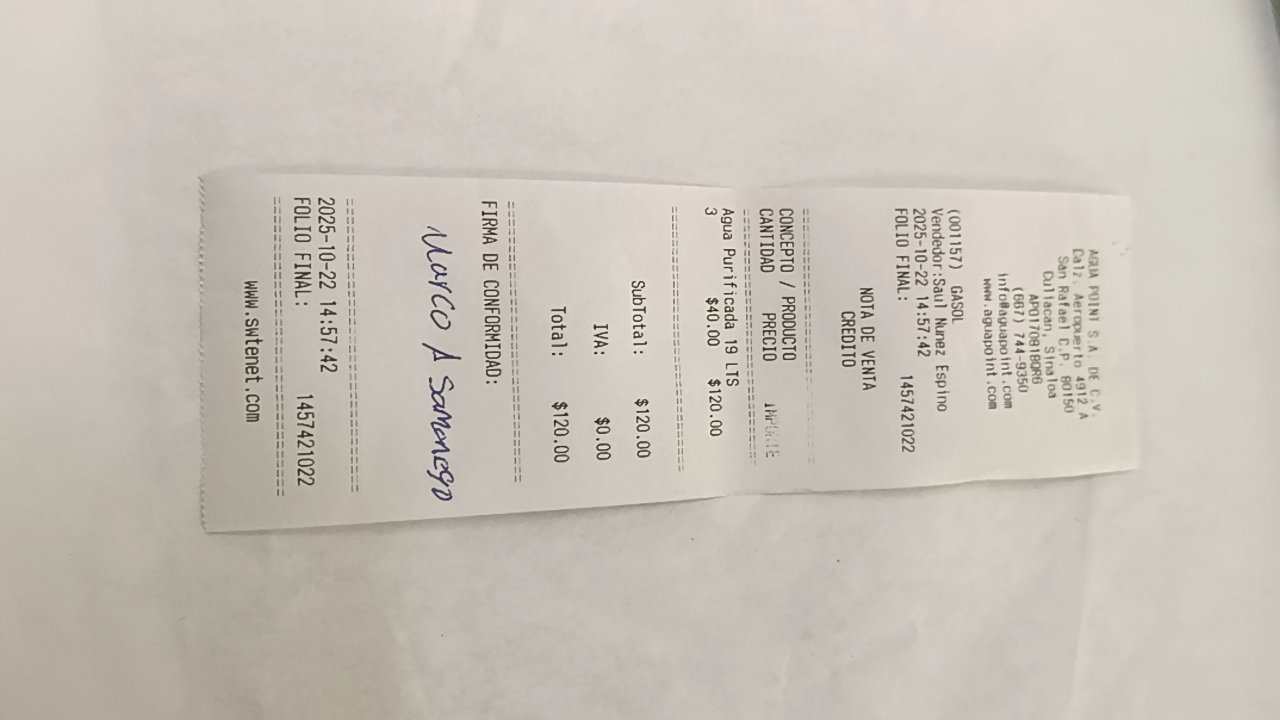 AGUA POINT S.A. DE C.V.
Calz. Aeropuerto 4912 A
San Rafael C.P. 80150
Culiacan, Sinaloa
APO170818QR6
(667) 744-9350
info@aguapoint.com
www.aguapoint.com
(001157) GASOL
Vendedor:Saul Nunez Espino
2025-10-22 14:57:42
FOLIO FINAL: 1457421022
NOTA DE VENTA
CREDITO
CONCEPTO / PRODUCTO
CANTIDAD PRECIO IMPORTE
Agua Purificada 19 LTS
3 $40.00 $120.00
SubTotal: $120.00
IVA: $0.00
Total: $120.00
FIRMA DE CONFORMIDAD:
Marco A Samaniego
2025-10-22 14:57:42
FOLIO FINAL: 1457421022
www.swtenet.com